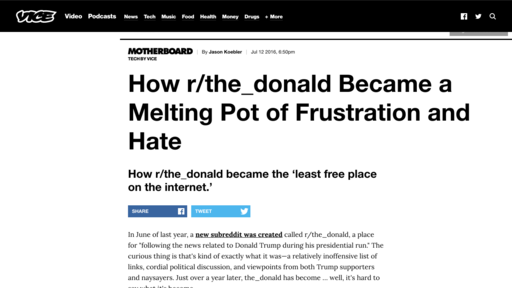 VICE Video Podcasts News Tech Music Food Health Money Drugs + More
MOTHERBOARD
TECH BY VICE
By Jason Koebler
Jul 12 2016, 6:50pm
How r/the_donald Became a
Melting Pot of Frustration and
Hate
How r/the_donald became the ‘least free place
on the internet.’
SHARE
TWEET
In June of last year, a new subreddit was created called r/the_donald, a place
for "following the news related to Donald Trump during his presidential run." The
curious thing is that's kind of exactly what it was—a relatively inoffensive list of
links, cordial political discussion, and viewpoints from both Trump supporters
and naysayers. Just over a year later, the_donald has become ... well, it's hard to